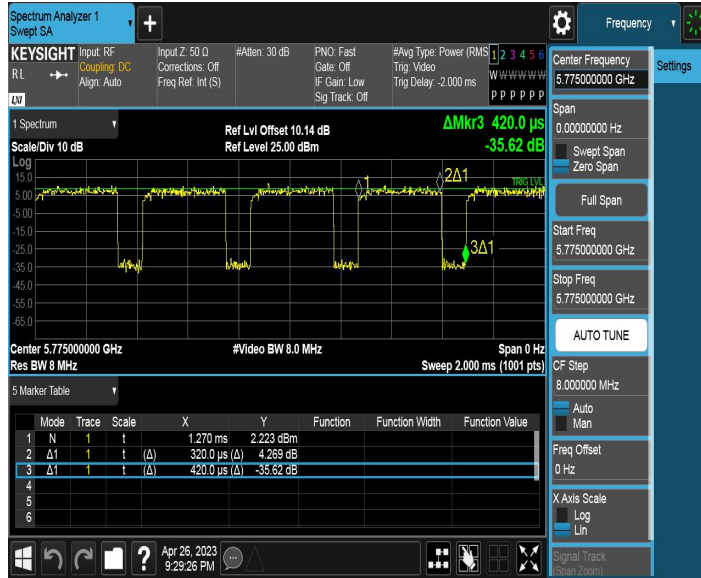 Spectrum Analyzer 1
Swept SA
+
Frequency
KEYSIGHT
RL
LXI
Input: RF
Coupling: DC
Align: Auto
Input Z: 50 Ω
Corrections: Off
Freq Ref: Int (S)
#Atten: 30 dB
PNO: Fast
Gate: Off
IF Gain: Low
Sig Track: Off
#Avg Type: Power (RMS
Trig: Video
Trig Delay: -2.000 ms
1 2 3 4 5 6
W W W W W W
P P P P P P
Center Frequency
5.775000000 GHz
Settings
Span
0.00000000 Hz
Swept Span
Zero Span
Full Span
Start Freq
5.775000000 GHz
Stop Freq
5.775000000 GHz
AUTO TUNE
CF Step
8.000000 MHz
Auto
Man
Freq Offset
0 Hz
X Axis Scale
Log
Lin
Signal Track
(Span Zoom)
1 Spectrum
Scale/Div 10 dB
Ref Lvl Offset 10.14 dB
Ref Level 25.00 dBm
ΔMkr3 420.0 µs
-35.62 dB
Log
15.0
5.00
-5.00
-15.0
-25.0
-35.0
-45.0
-55.0
-65.0
1
2Δ1
TRIG LVL
3Δ1
Center 5.775000000 GHz
#Video BW 8.0 MHz
Span 0 Hz
Res BW 8 MHz
Sweep 2.000 ms (1001 pts)
5 Marker Table
Mode Trace Scale X Y Function Function Width Function Value
1 N 1 t 1.270 ms 2.223 dBm
2 Δ1 1 t (Δ) 320.0 µs (Δ) 4.269 dB
3 Δ1 1 t (Δ) 420.0 µs (Δ) -35.62 dB
4
5
6
?
Apr 26, 2023
9:29:26 PM